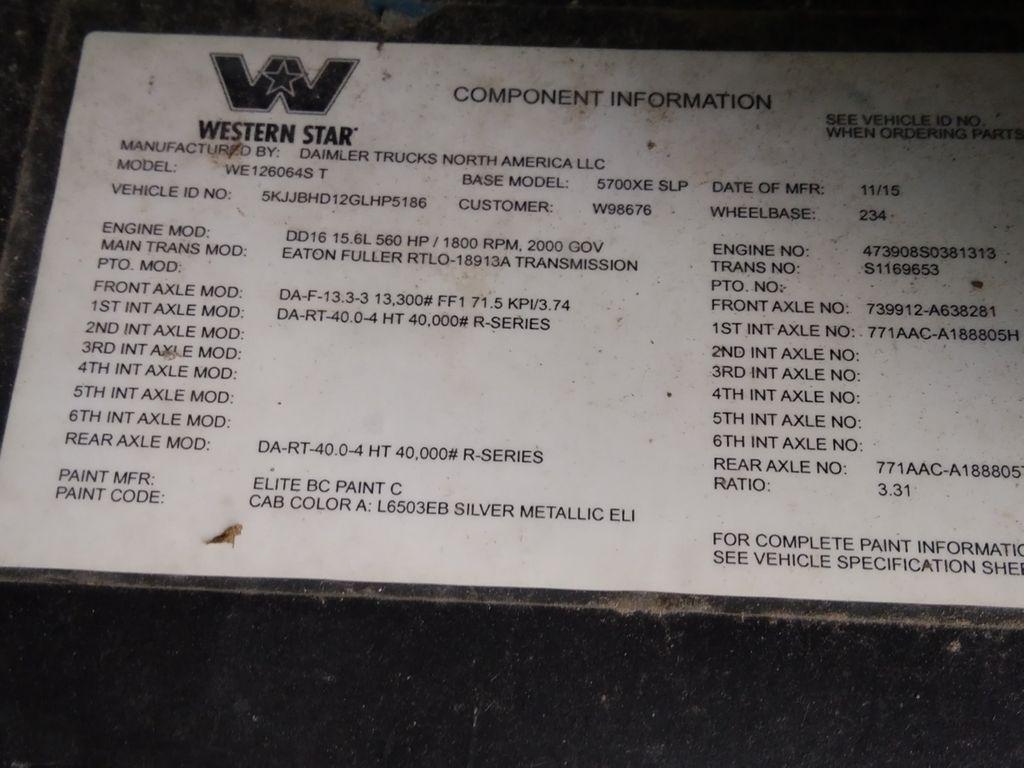 WESTERN STAR
COMPONENT INFORMATION
SEE VEHICLE ID NO.
WHEN ORDERING PARTS
MANUFACTURED BY: DAIMLER TRUCKS NORTH AMERICA LLC
MODEL: WE126064S T BASE MODEL: 5700XE SLP DATE OF MFR: 11/15
VEHICLE ID NO: 5KJJBHD12GLHP5186 CUSTOMER: W98676 WHEELBASE: 234
ENGINE MOD: DD16 15.6L 560 HP / 1800 RPM, 2000 GOV ENGINE NO: 473908S0381313
MAIN TRANS MOD: EATON FULLER RTLO-18913A TRANSMISSION TRANS NO: S1169653
PTO. MOD: PTO. NO:
FRONT AXLE MOD: DA-F-13.3-3 13,300# FF1 71.5 KPI/3.74 FRONT AXLE NO: 739912-A638281
1ST INT AXLE MOD: DA-RT-40.0-4 HT 40,000# R-SERIES 1ST INT AXLE NO: 771AAC-A188805H
2ND INT AXLE MOD: 2ND INT AXLE NO:
3RD INT AXLE MOD: 3RD INT AXLE NO:
4TH INT AXLE MOD: 4TH INT AXLE NO:
5TH INT AXLE MOD: 5TH INT AXLE NO:
6TH INT AXLE MOD: 6TH INT AXLE NO:
REAR AXLE MOD: DA-RT-40.0-4 HT 40,000# R-SERIES REAR AXLE NO: 771AAC-A188805
RATIO: 3.31
PAINT MFR: ELITE BC PAINT C
PAINT CODE: CAB COLOR A: L6503EB SILVER METALLIC ELI
FOR COMPLETE PAINT INFORMATIO
SEE VEHICLE SPECIFICATION SHEE